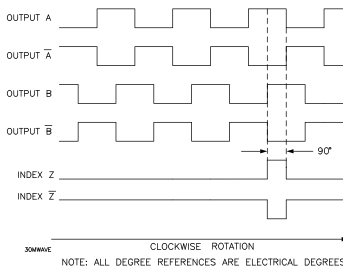 OUTPUT A
OUTPUT A̅
OUTPUT B
OUTPUT B̅
90°
INDEX Z
INDEX Z̅
30MWAVE
CLOCKWISE ROTATION
NOTE: ALL DEGREE REFERENCES ARE ELECTRICAL DEGREES